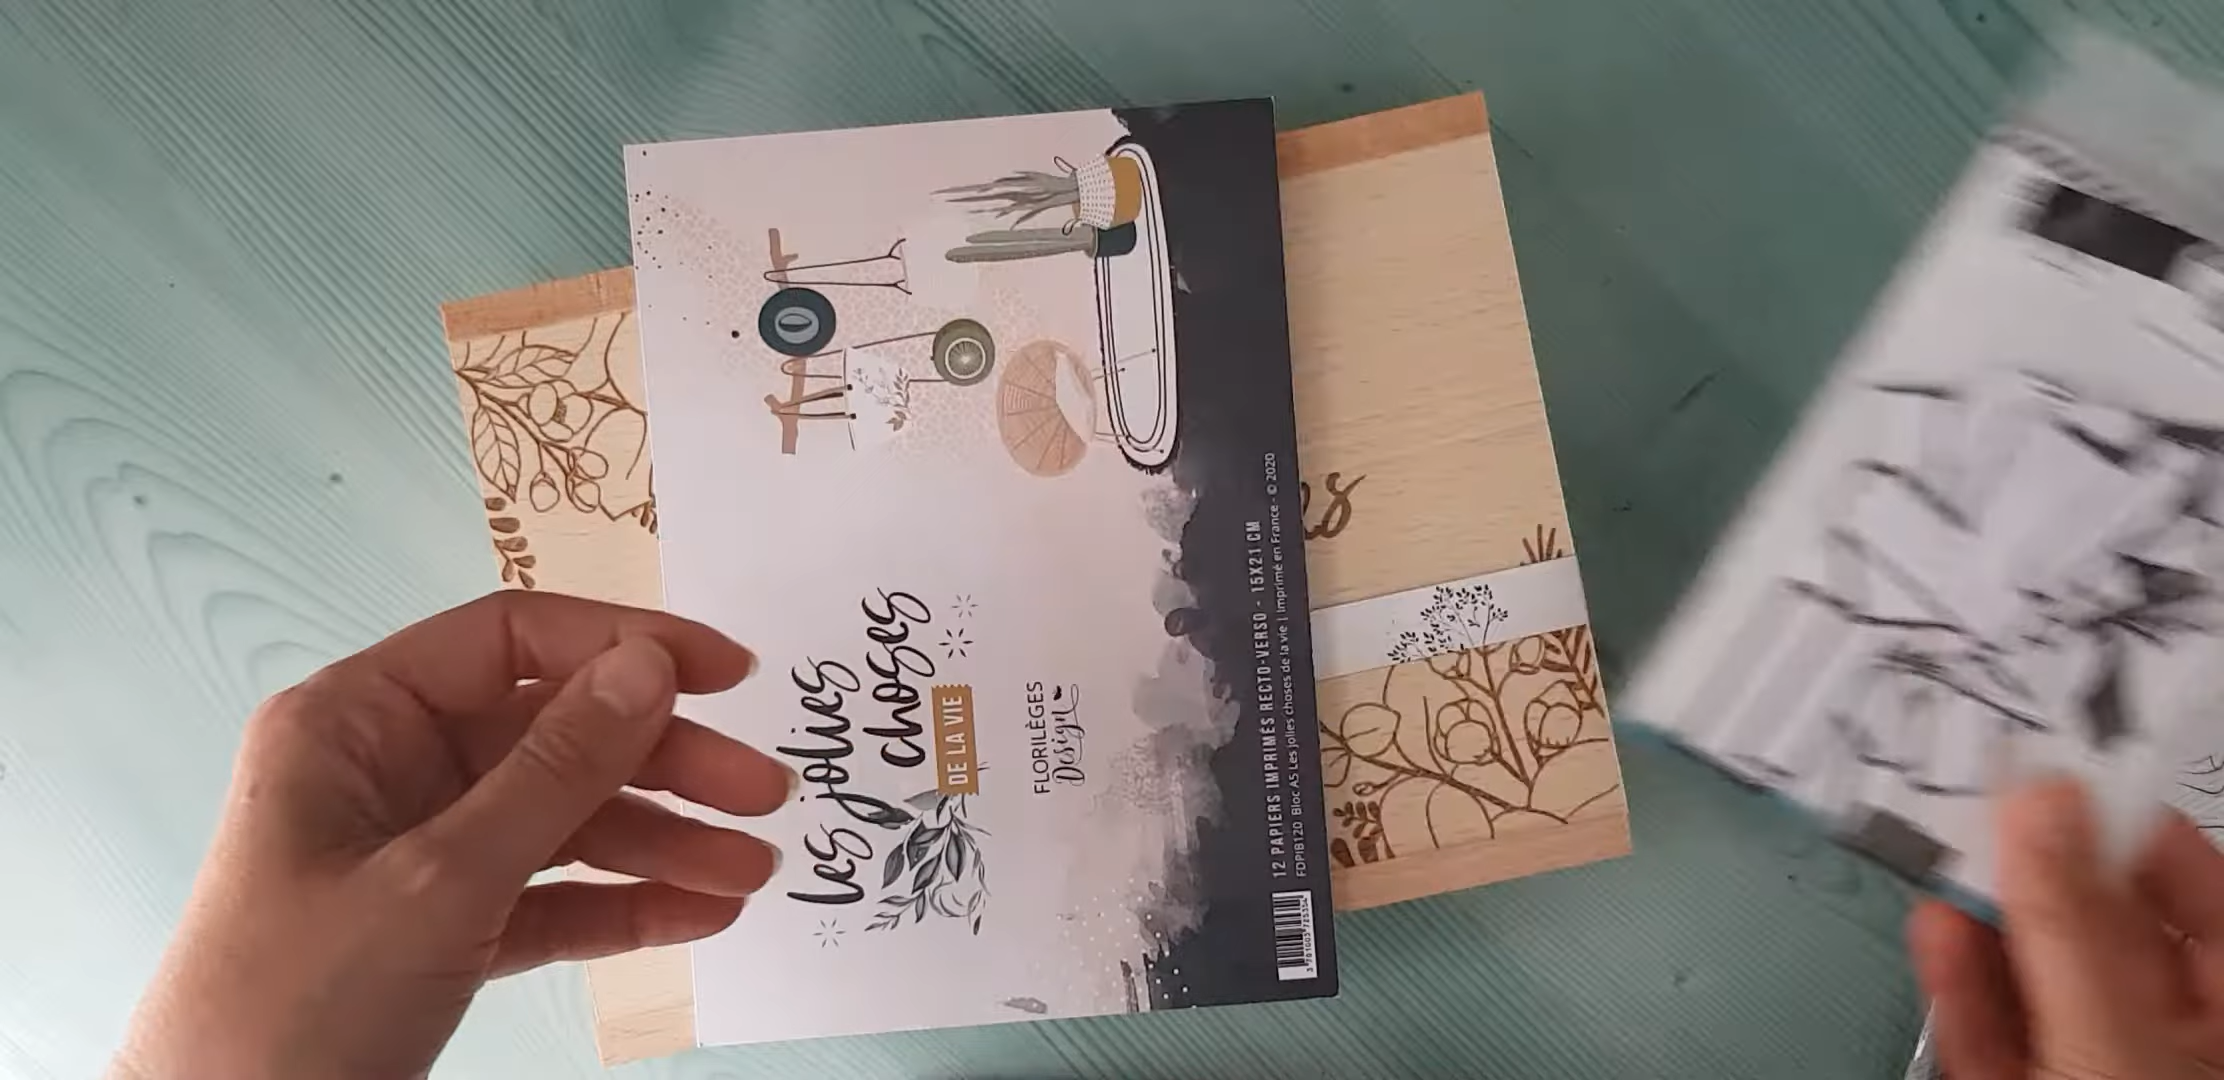 les jolies
choses
DE LA VIE
FLORILÈGES
Design
12 PAPIERS IMPRIMÉS RECTO-VERSO - 15X21 CM
FDPIB120 Bloc A5 Les jolies choses de la vie | Imprimé en France - © 2020
es